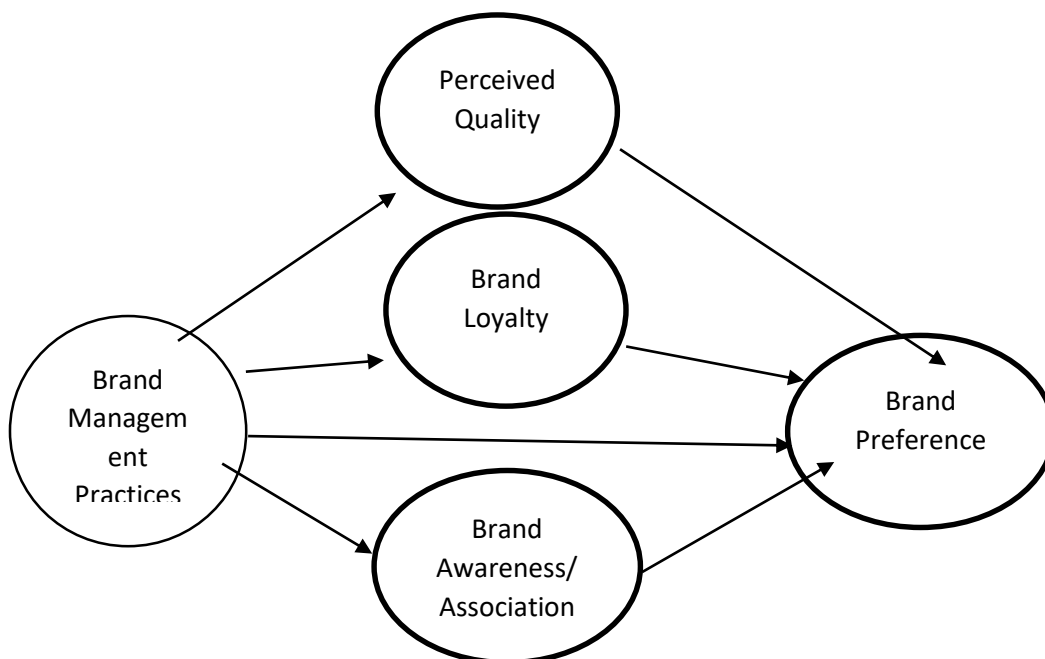 Perceived
Quality
Brand
Loyalty
Brand
Managem
ent
Practices
Brand
Preference
Brand
Awareness/
Association